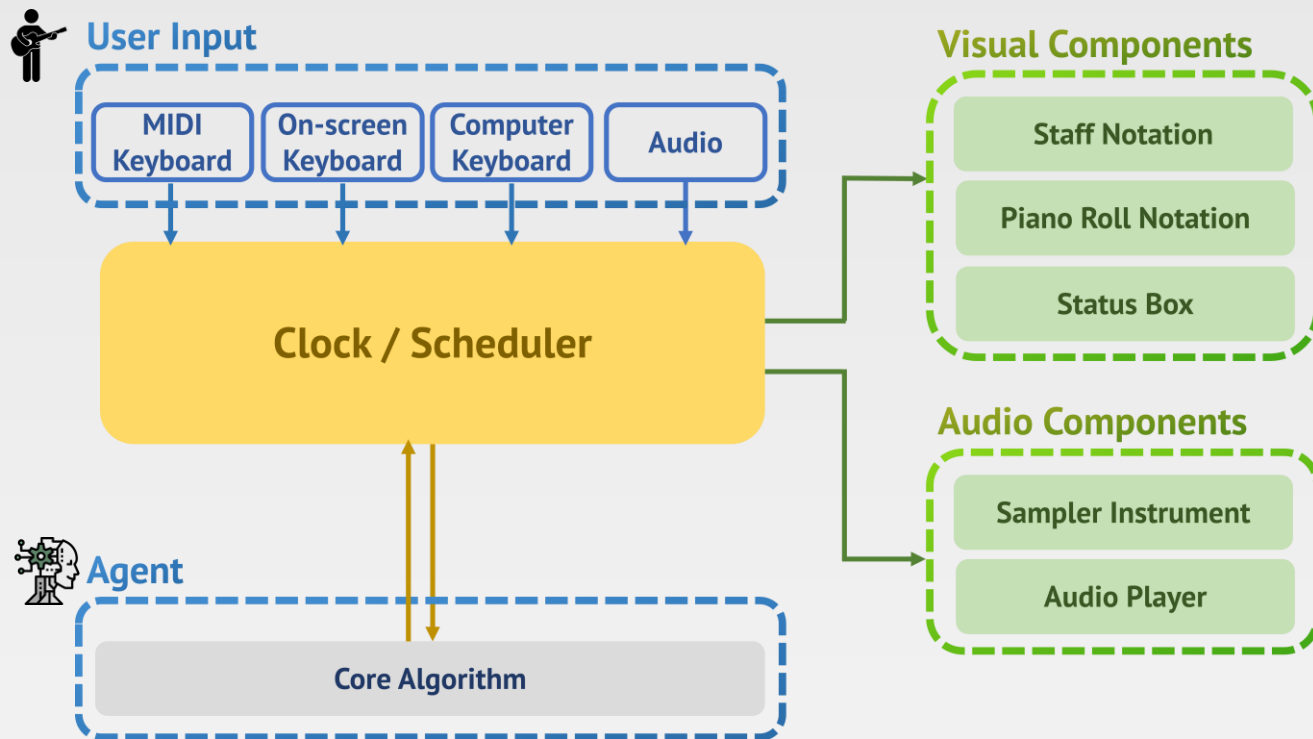 User Input
MIDI
Keyboard
On-screen
Keyboard
Computer
Keyboard
Audio
Clock / Scheduler
Agent
Core Algorithm
Visual Components
Staff Notation
Piano Roll Notation
Status Box
Audio Components
Sampler Instrument
Audio Player